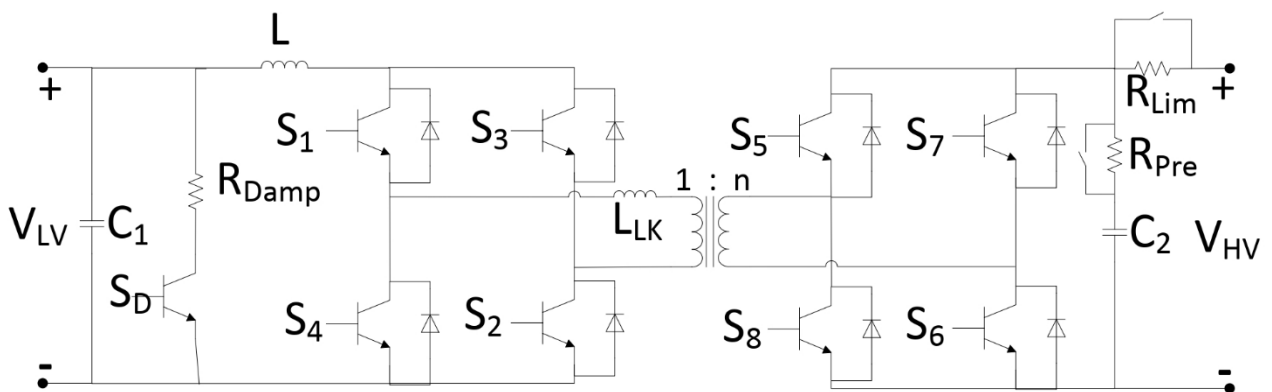 L
+
+
R_Lim
S_1
S_3
S_5
S_7
R_Pre
R_Damp
1 : n
L_LK
V_LV
C_1
C_2
V_HV
S_D
S_4
S_2
S_8
S_6
-
-